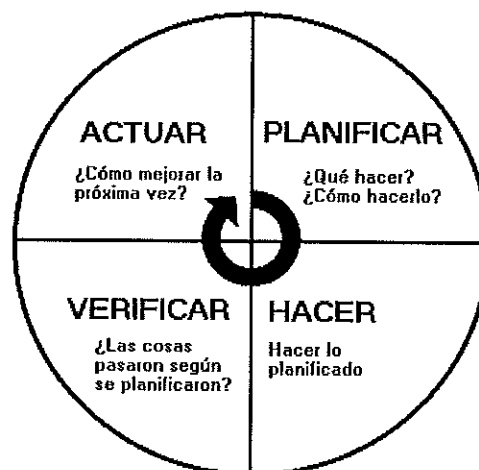 ACTUAR
¿Cómo mejorar la
próxima vez?
PLANIFICAR
¿Qué hacer?
¿Cómo hacerlo?
VERIFICAR
¿Las cosas
pasaron según
se planificaron?
HACER
Hacer lo
planificado